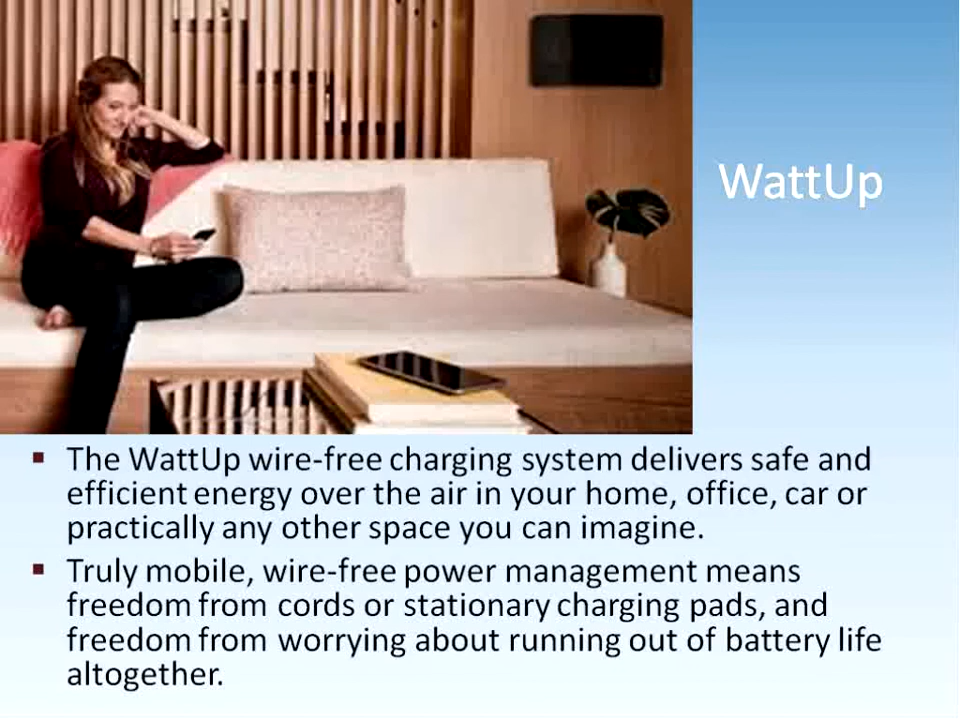 WattUp
▪ The WattUp wire-free charging system delivers safe and
efficient energy over the air in your home, office, car or
practically any other space you can imagine.
▪ Truly mobile, wire-free power management means
freedom from cords or stationary charging pads, and
freedom from worrying about running out of battery life
altogether.